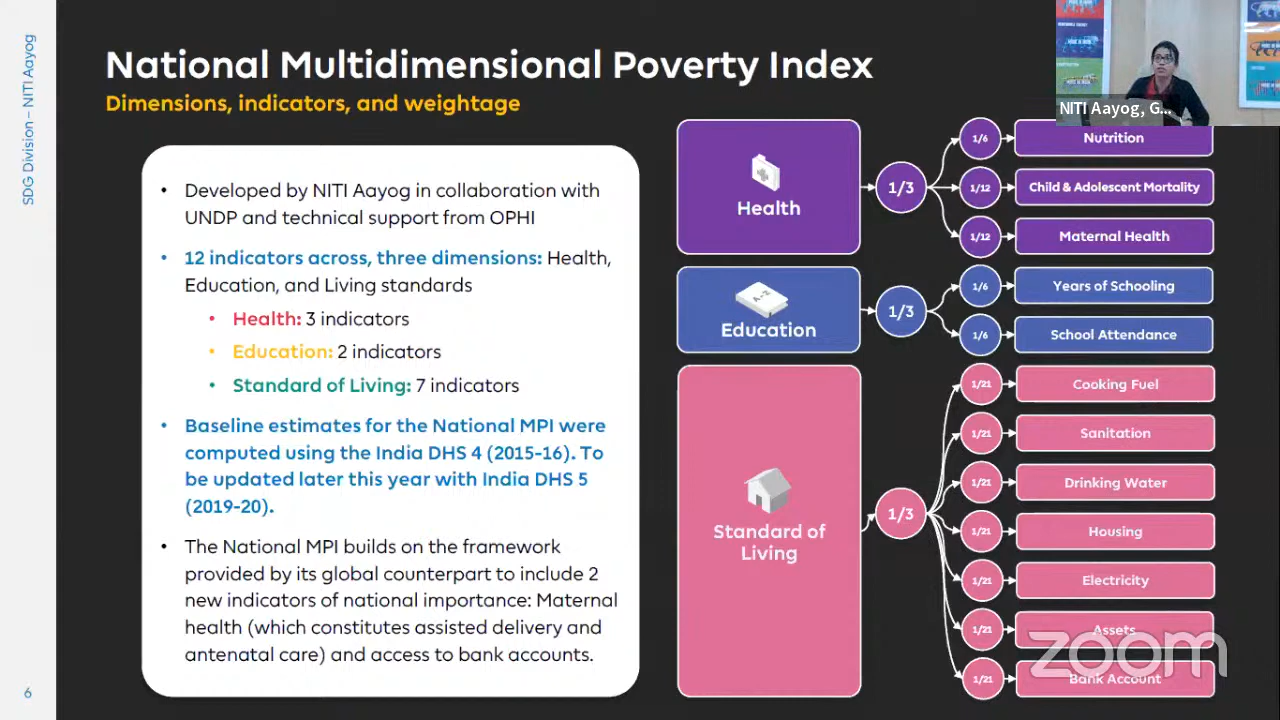 SDG Division – NITI Aayog
National Multidimensional Poverty Index
Dimensions, indicators, and weightage
NITI Aayog, G...
• Developed by NITI Aayog in collaboration with
UNDP and technical support from OPHI
• 12 indicators across, three dimensions: Health,
Education, and Living standards
• Health: 3 indicators
• Education: 2 indicators
• Standard of Living: 7 indicators
• Baseline estimates for the National MPI were
computed using the India DHS 4 (2015-16). To
be updated later this year with India DHS 5
(2019-20).
• The National MPI builds on the framework
provided by its global counterpart to include 2
new indicators of national importance: Maternal
health (which constitutes assisted delivery and
antenatal care) and access to bank accounts.
Health
1/3
1/6 Nutrition
1/12 Child & Adolescent Mortality
1/12 Maternal Health
A-Z
Education
1/3
1/6 Years of Schooling
1/6 School Attendance
Standard of
Living
1/3
1/21 Cooking Fuel
1/21 Sanitation
1/21 Drinking Water
1/21 Housing
1/21 Electricity
1/21 Assets
1/21 Bank Account
zoom
6